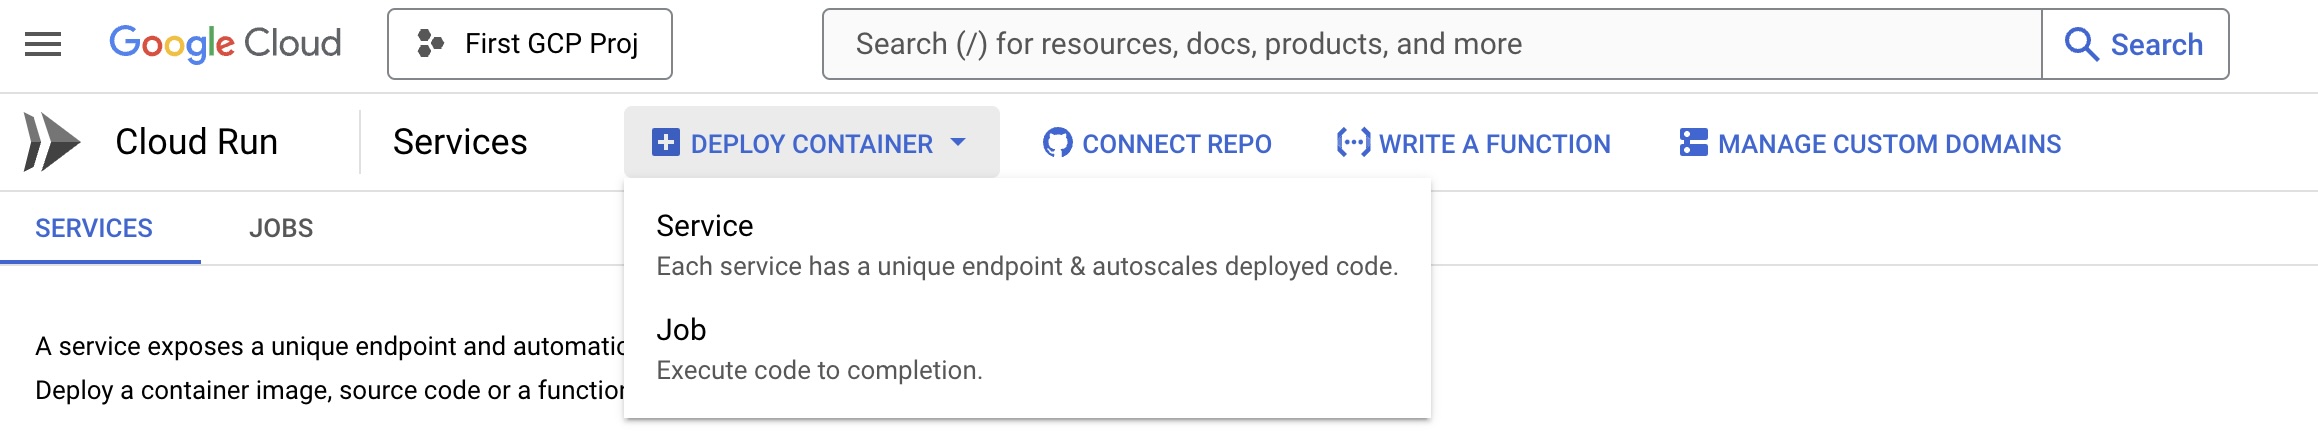 Google Cloud
First GCP Proj
Search (/) for resources, docs, products, and more
Search
Cloud Run
Services
DEPLOY CONTAINER
CONNECT REPO
WRITE A FUNCTION
MANAGE CUSTOM DOMAINS
SERVICES
JOBS
Service
Each service has a unique endpoint & autoscales deployed code.
Job
Execute code to completion.
A service exposes a unique endpoint and
Deploy a container image, source code or a